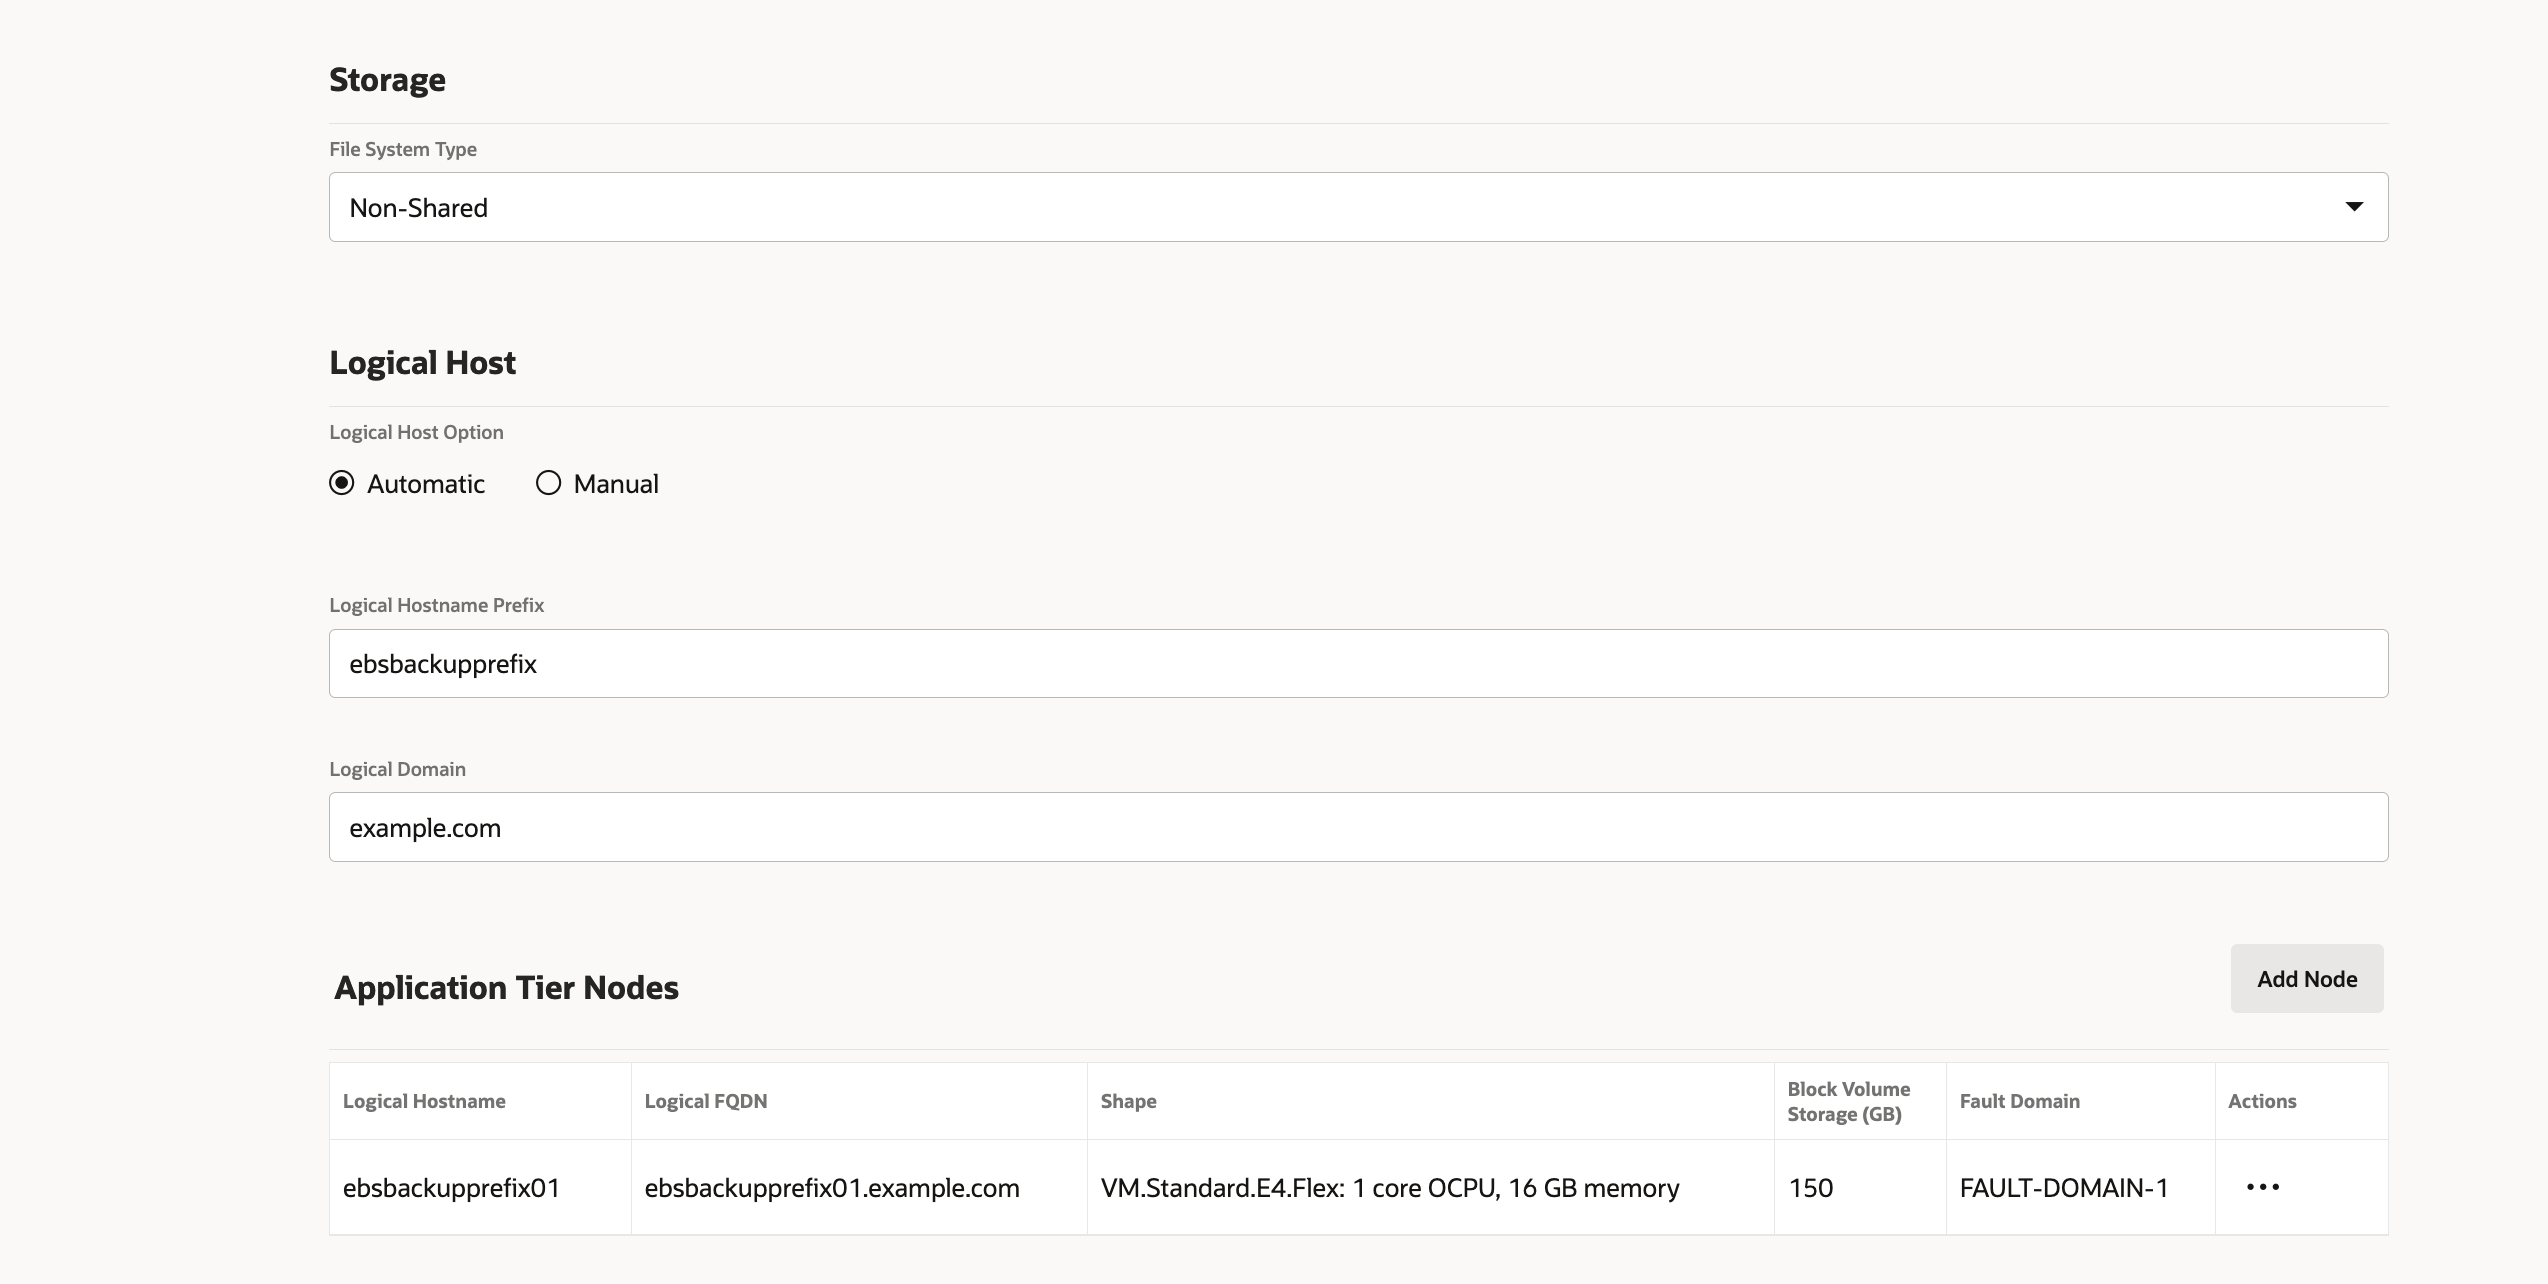 Storage
File System Type
Non-Shared
Logical Host
Logical Host Option
Automatic Manual
Logical Hostname Prefix
ebsbackupprefix
Logical Domain
example.com
Application Tier Nodes Add Node
Logical Hostname Logical FQDN Shape Block Volume Storage (GB) Fault Domain Actions
ebsbackupprefix01 ebsbackupprefix01.example.com VM.Standard.E4.Flex: 1 core OCPU, 16 GB memory 150 FAULT-DOMAIN-1 •••